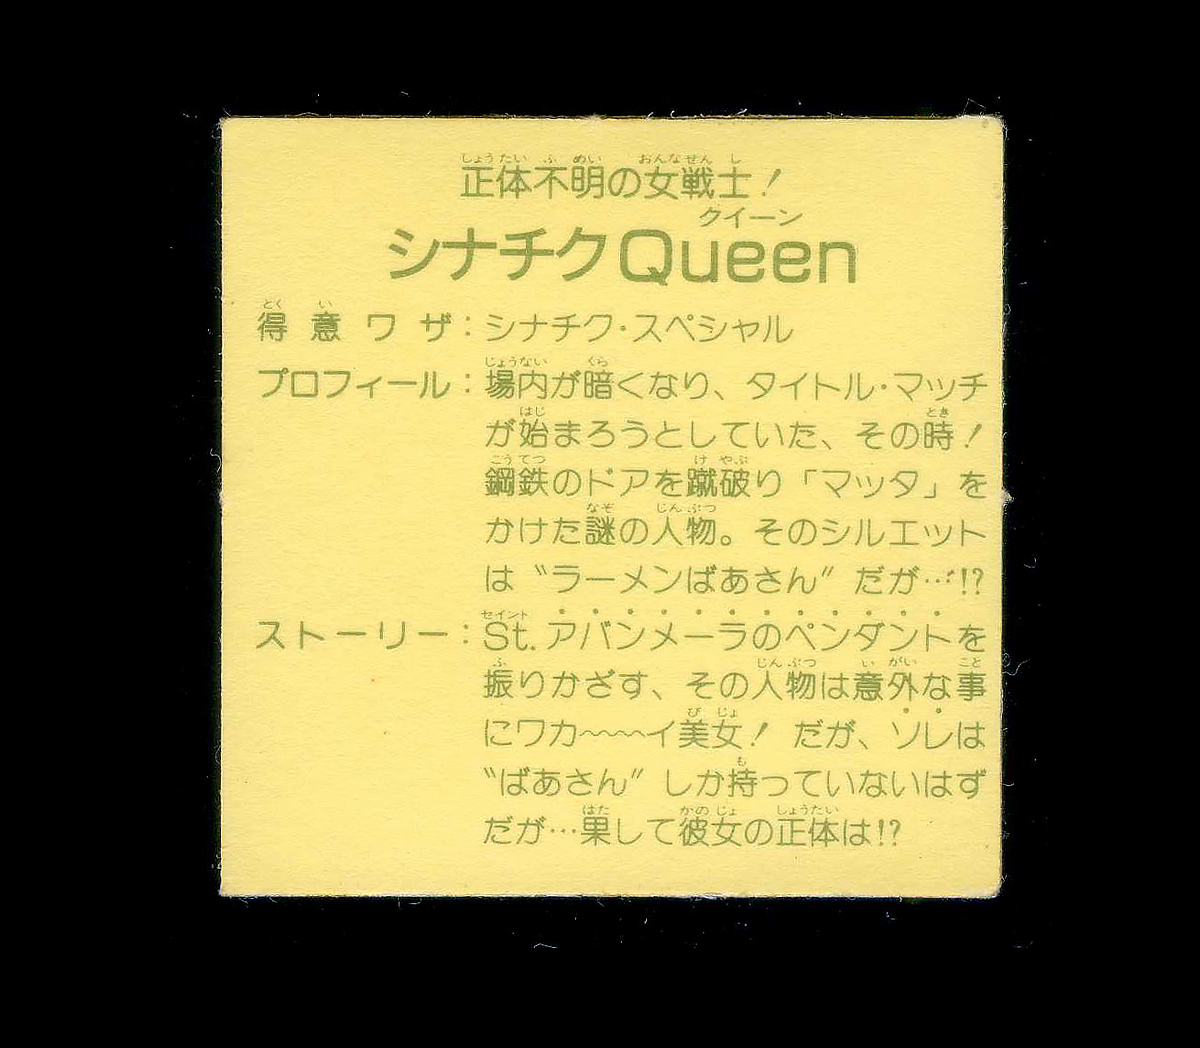 正体不明の女戦士！
シナチクQueen
得意ワザ：シナチク・スペシャル
プロフィール：場内が暗くなり、タイトル・マッチ
が始まろうとしていた、その時！
鋼鉄のドアを蹴破り「マッタ」を
かけた謎の人物。そのシルエット
は〝ラーメンばあさん〟だが…!?
ストーリー：St.アバンメーラのペンダントを
振りかざす、その人物は意外な事
にワカ〜〜〜イ美女！だが、ソレは
〝ばあさん〟しか持っていないはず
だが…果して彼女の正体は!?